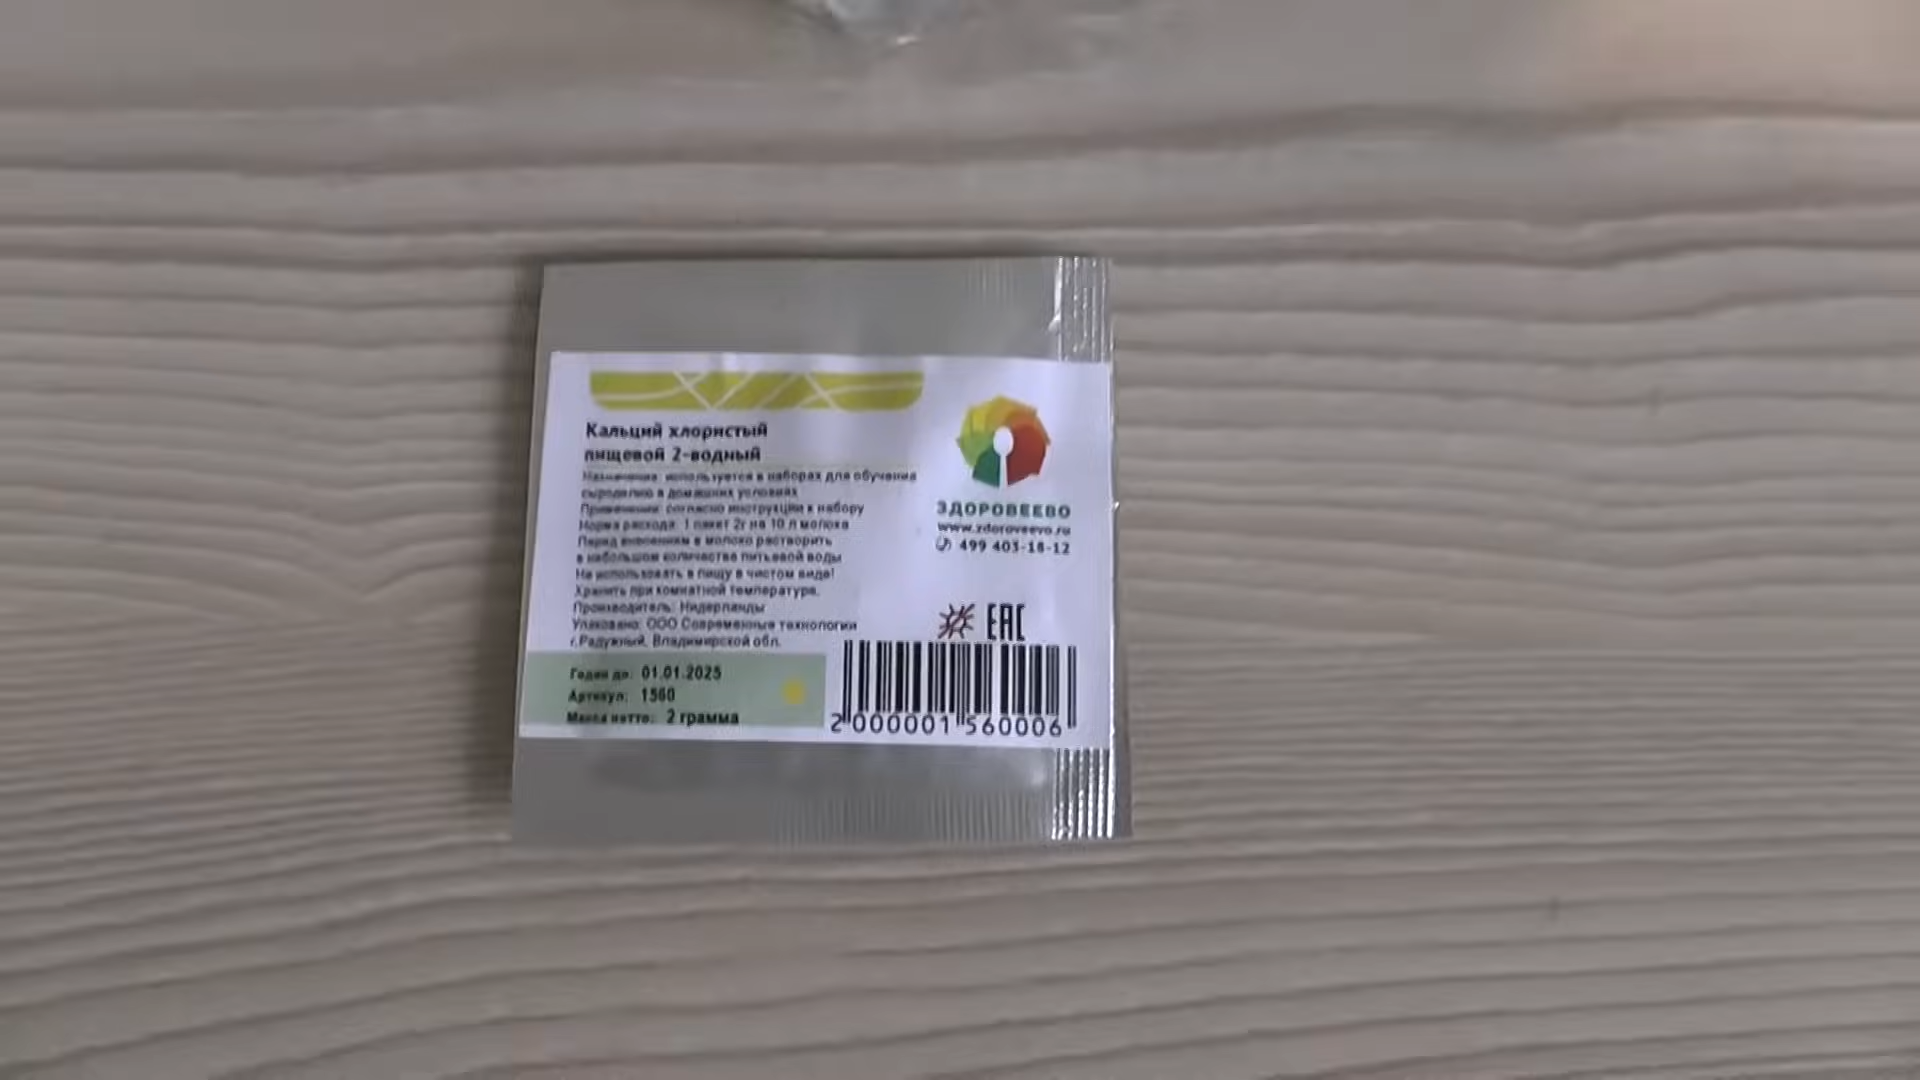 Кальций хлористый
пищевой 2-водный
Назначение: используется в наборах для обучения
сыроделию в домашних условиях
Применение: согласно инструкции к набору
Норма расхода: 1 пакет 2г на 10 л молока
Перед внесением в молоко растворить
в небольшом количестве питьевой воды
Не использовать в пищу в чистом виде!
Хранить при комнатной температуре.
Производитель: Нидерланды
Упаковано: ООО Современные технологии
г.Радужный, Владимирской обл.
Годен до: 01.01.2025
Артикул: 1560
Масса нетто: 2 грамма
ЗДОРОВЕЕВО
www.zdoroveevo.ru
499 403-18-12
EAC
2 000001 560006